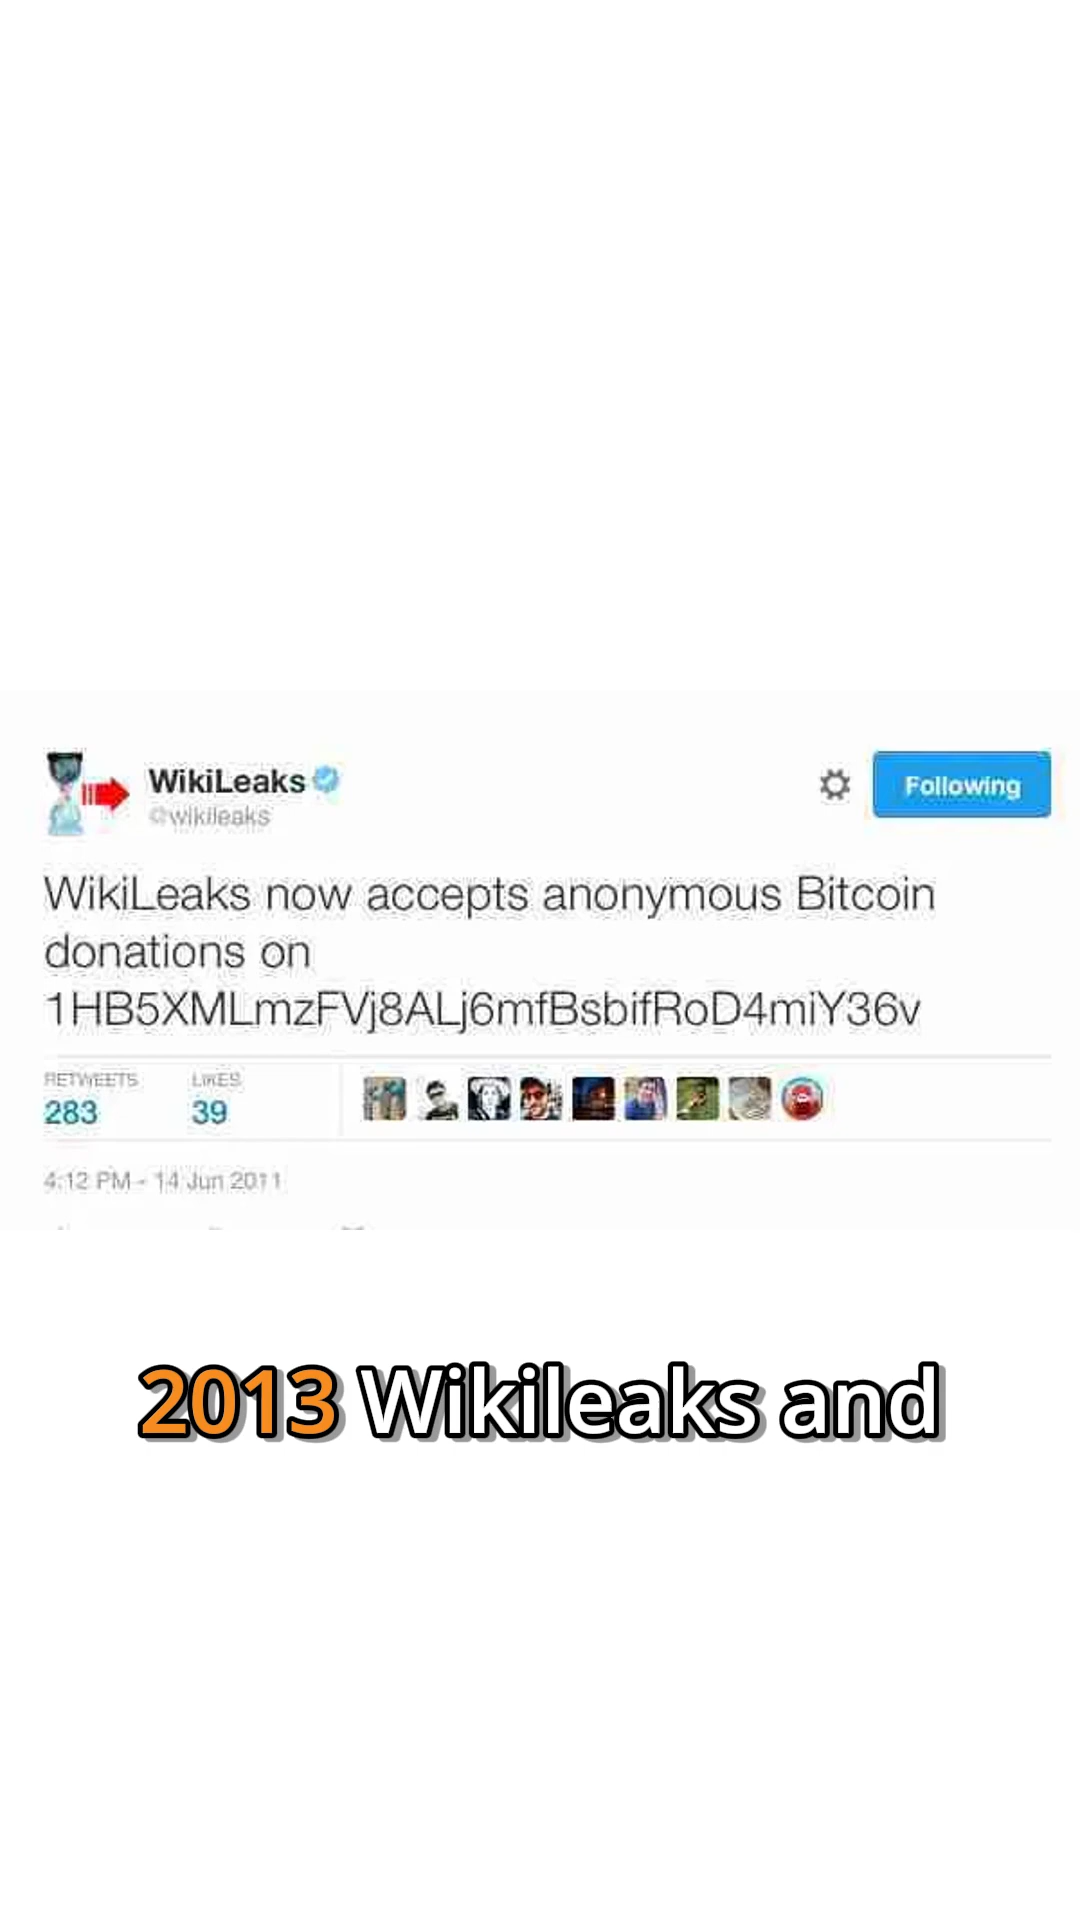 WikiLeaks
@wikileaks
Following
WikiLeaks now accepts anonymous Bitcoin
donations on
1HB5XMLmzFVj8ALj6mfBsbifRoD4miY36v
RETWEETS LIKES
283 39
4:12 PM - 14 Jun 2011
2013 Wikileaks and